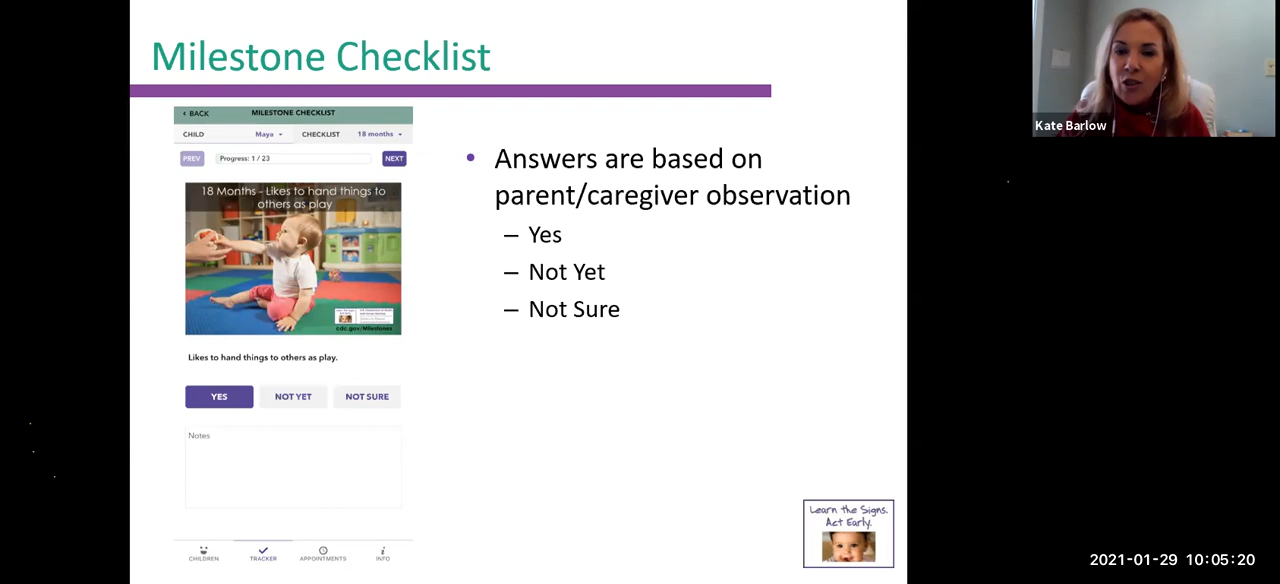 Milestone Checklist
BACK
MILESTONE CHECKLIST
CHILD
Maya
CHECKLIST
18 months
PREV
Progress: 1 / 23
NEXT
18 Months - Likes to hand things to
others as play
cdc.gov/Milestones
Likes to hand things to others as play.
YES
NOT YET
NOT SURE
Notes
CHILDREN
TRACKER
APPOINTMENTS
INFO
Answers are based on
parent/caregiver observation
– Yes
– Not Yet
– Not Sure
Learn the Signs.
Act Early.
Kate Barlow
2021-01-29 10:05:20